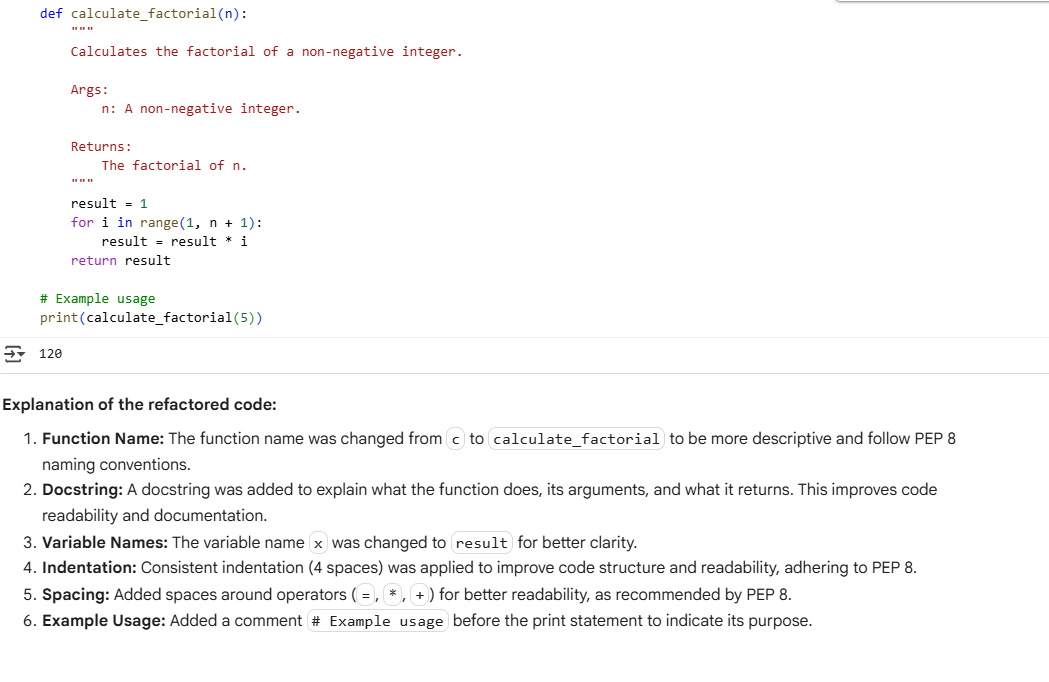 def calculate_factorial(n):
"""
Calculates the factorial of a non-negative integer.
Args:
n: A non-negative integer.
Returns:
The factorial of n.
"""
result = 1
for i in range(1, n + 1):
result = result * i
return result
# Example usage
print(calculate_factorial(5))
120
Explanation of the refactored code:
1. Function Name: The function name was changed from c to calculate_factorial to be more descriptive and follow PEP 8
naming conventions.
2. Docstring: A docstring was added to explain what the function does, its arguments, and what it returns. This improves code
readability and documentation.
3. Variable Names: The variable name x was changed to result for better clarity.
4. Indentation: Consistent indentation (4 spaces) was applied to improve code structure and readability, adhering to PEP 8.
5. Spacing: Added spaces around operators (=, *, +) for better readability, as recommended by PEP 8.
6. Example Usage: Added a comment # Example usage before the print statement to indicate its purpose.